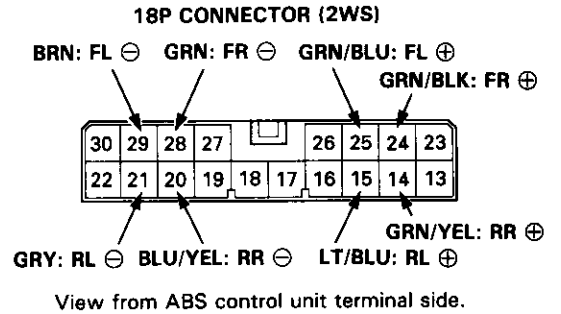 18P CONNECTOR (2WS)
BRN: FL ⊖ GRN: FR ⊖ GRN/BLU: FL ⊕
GRN/BLK: FR ⊕
30 29 28 27 26 25 24 23
22 21 20 19 18 17 16 15 14 13
GRN/YEL: RR ⊕
GRY: RL ⊖ BLU/YEL: RR ⊖ LT/BLU: RL ⊕
View from ABS control unit terminal side.